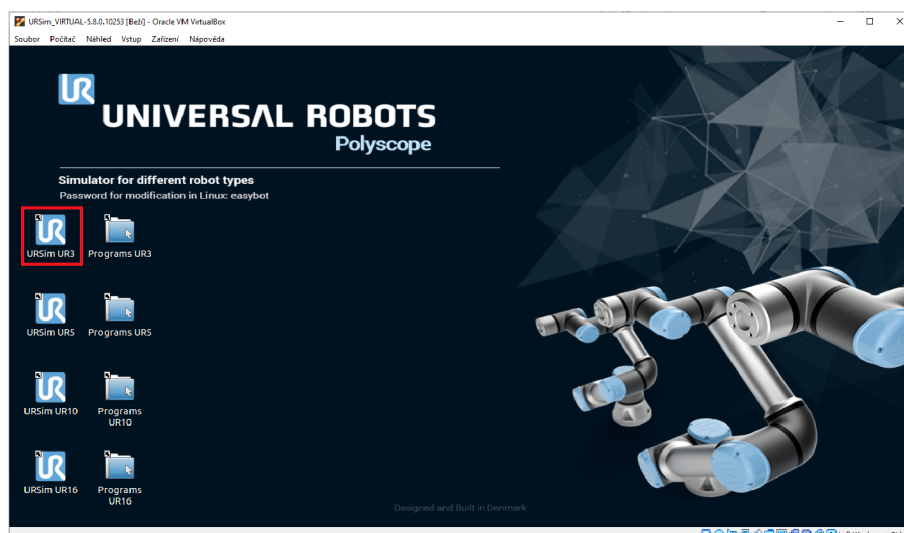 URSim_VIRTUAL-5.8.0.10253 [Beží] - Oracle VM VirtualBox
Soubor Počítač Náhled Vstup Zařízení Nápověda
UR
UNIVERSAL ROBOTS
Polyscope
Simulator for different robot types
Password for modification in Linux: easybot
URSim UR3 Programs UR3
URSim UR5 Programs UR5
URSim UR10 Programs
UR10
URSim UR16 Programs
UR16
Designed and Built in Denmark